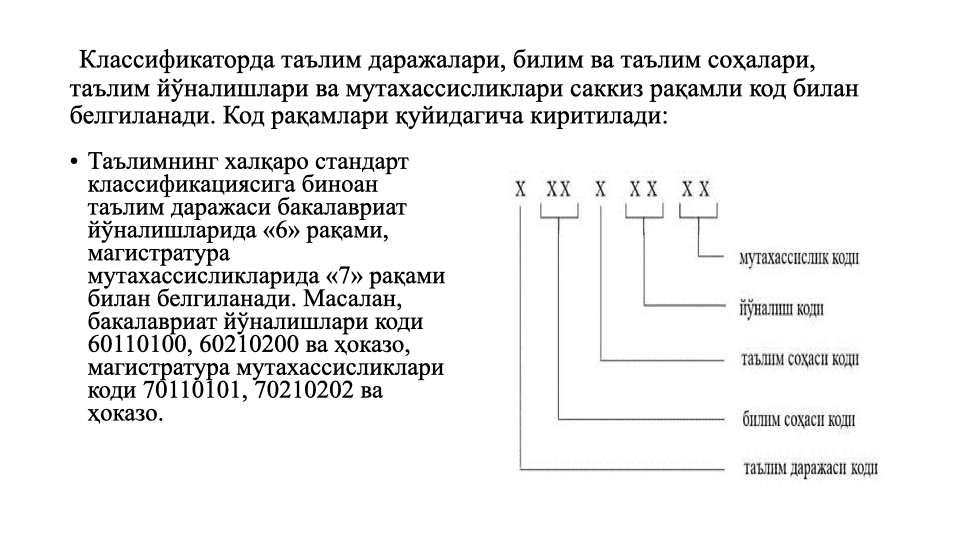 Классификаторда таълим даражалари, билим ва таълим соҳалари,
таълим йўналишлари ва мутахассисликлари саккиз рақамли код билан
белгиланади. Код рақамлари қуйидагича киритилади:
• Таълимнинг халқаро стандарт
классификациясига биноан
таълим даражаси бакалавриат
йўналишларида «6» рақами,
магистратура
мутахассисликларида «7» рақами
билан белгиланади. Масалан,
бакалавриат йўналишлари коди
60110100, 60210200 ва ҳоказо,
магистратура мутахассисликлари
коди 70110101, 70210202 ва
ҳоказо.
X XX X XX XX
мутахассислик коди
йўналиш коди
таълим соҳаси коди
билим соҳаси коди
таълим даражаси коди